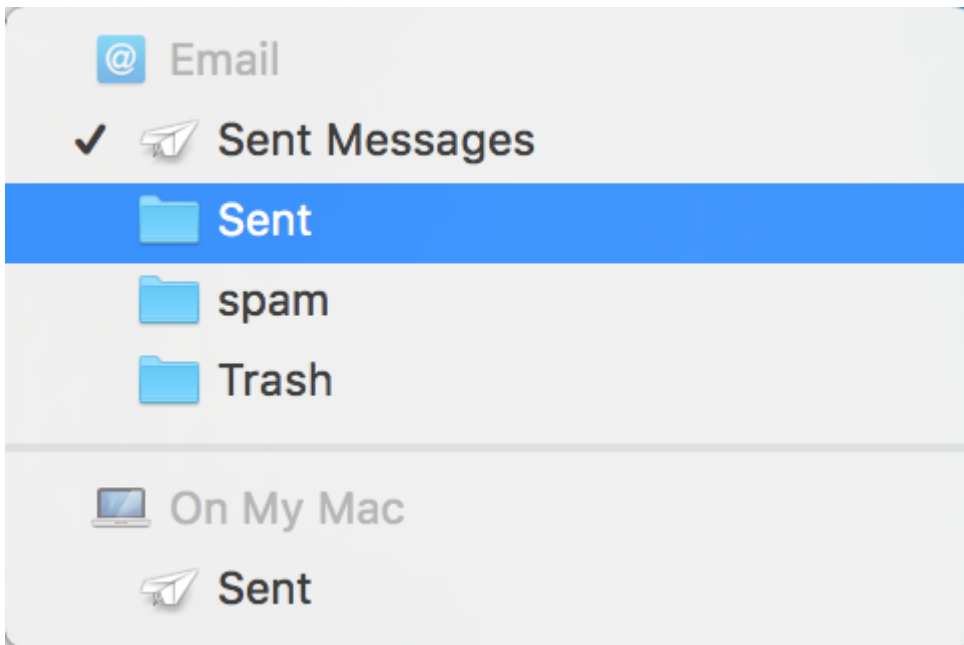 @ Email
✓ Sent Messages
Sent
spam
Trash
On My Mac
Sent